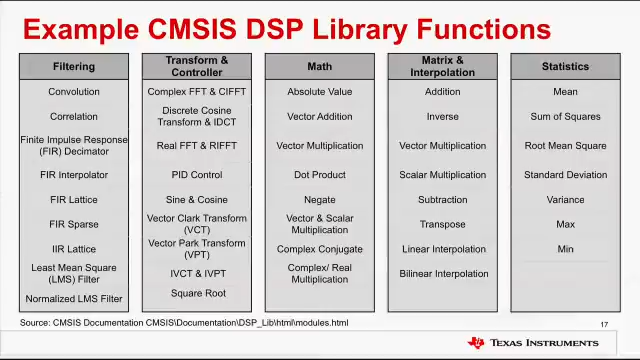 Example CMSIS DSP Library Functions
Filtering
Convolution
Correlation
Finite Impulse Response
(FIR) Decimator
FIR Interpolator
FIR Lattice
FIR Sparse
IIR Lattice
Least Mean Square
(LMS) Filter
Normalized LMS Filter
Transform &
Controller
Complex FFT & CIFFT
Discrete Cosine
Transform & IDCT
Real FFT & RIFFT
PID Control
Sine & Cosine
Vector Clark Transform
(VCT)
Vector Park Transform
(VPT)
IVCT & IVPT
Square Root
Math
Absolute Value
Vector Addition
Vector Multiplication
Dot Product
Negate
Vector & Scalar
Multiplication
Complex Conjugate
Complex/ Real
Multiplication
Matrix &
Interpolation
Addition
Inverse
Vector Multiplication
Scalar Multiplication
Subtraction
Transpose
Linear Interpolation
Bilinear Interpolation
Statistics
Mean
Sum of Squares
Root Mean Square
Standard Deviation
Variance
Max
Min
Source: CMSIS Documentation CMSIS\Documentation\DSP_Lib\html\modules.html
17
TEXAS INSTRUMENTS